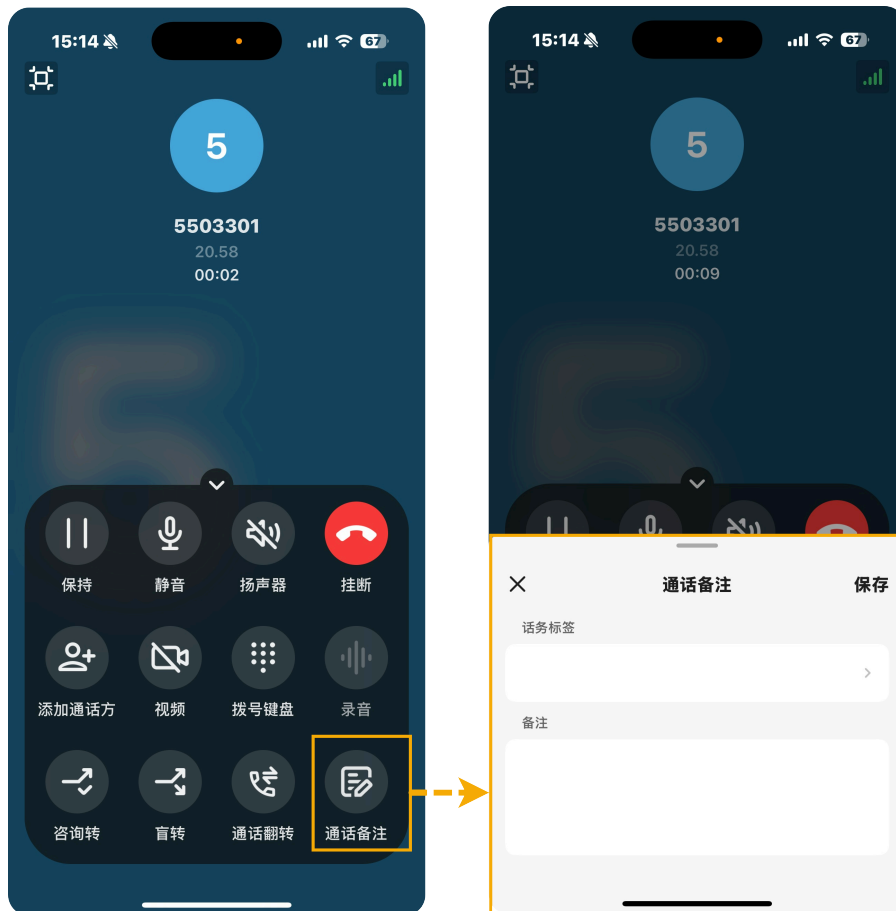 15:14
67
5
5503301
20.58
00:02
保持 静音 扬声器 挂断
添加通话方 视频 拨号键盘 录音
咨询转 盲转 通话翻转 通话备注
15:14
67
5
5503301
20.58
00:09
通话备注 保存
话务标签
备注